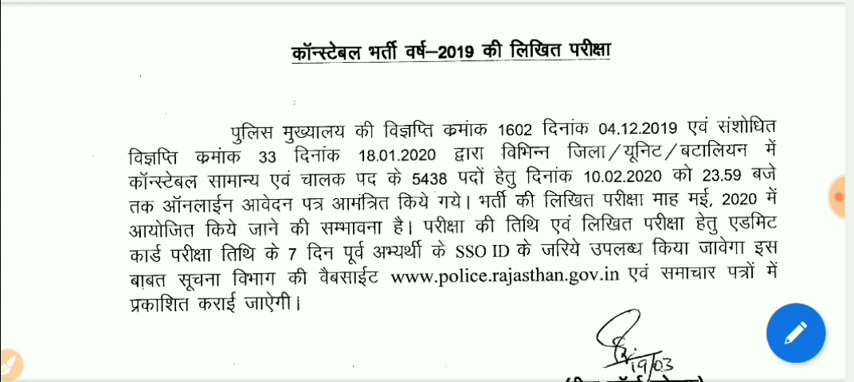 कॉन्स्टेबल भर्ती वर्ष–2019 की लिखित परीक्षा
पुलिस मुख्यालय की विज्ञप्ति क्रमांक 1602 दिनांक 04.12.2019 एवं संशोधित
विज्ञप्ति क्रमांक 33 दिनांक 18.01.2020 द्वारा विभिन्न जिला/यूनिट/बटालियन में
कॉन्स्टेबल सामान्य एवं चालक पद के 5438 पदों हेतु दिनांक 10.02.2020 को 23.59 बजे
तक ऑनलाईन आवेदन पत्र आमंत्रित किये गये। भर्ती की लिखित परीक्षा माह मई, 2020 में
आयोजित किये जाने की सम्भावना है। परीक्षा की तिथि एवं लिखित परीक्षा हेतु एडमिट
कार्ड परीक्षा तिथि के 7 दिन पूर्व अभ्यर्थी के SSO ID के जरिये उपलब्ध किया जावेगा इस
बाबत सूचना विभाग की वैबसाईट www.police.rajasthan.gov.in एवं समाचार पत्रों में
प्रकाशित कराई जाऐगी।
19/03